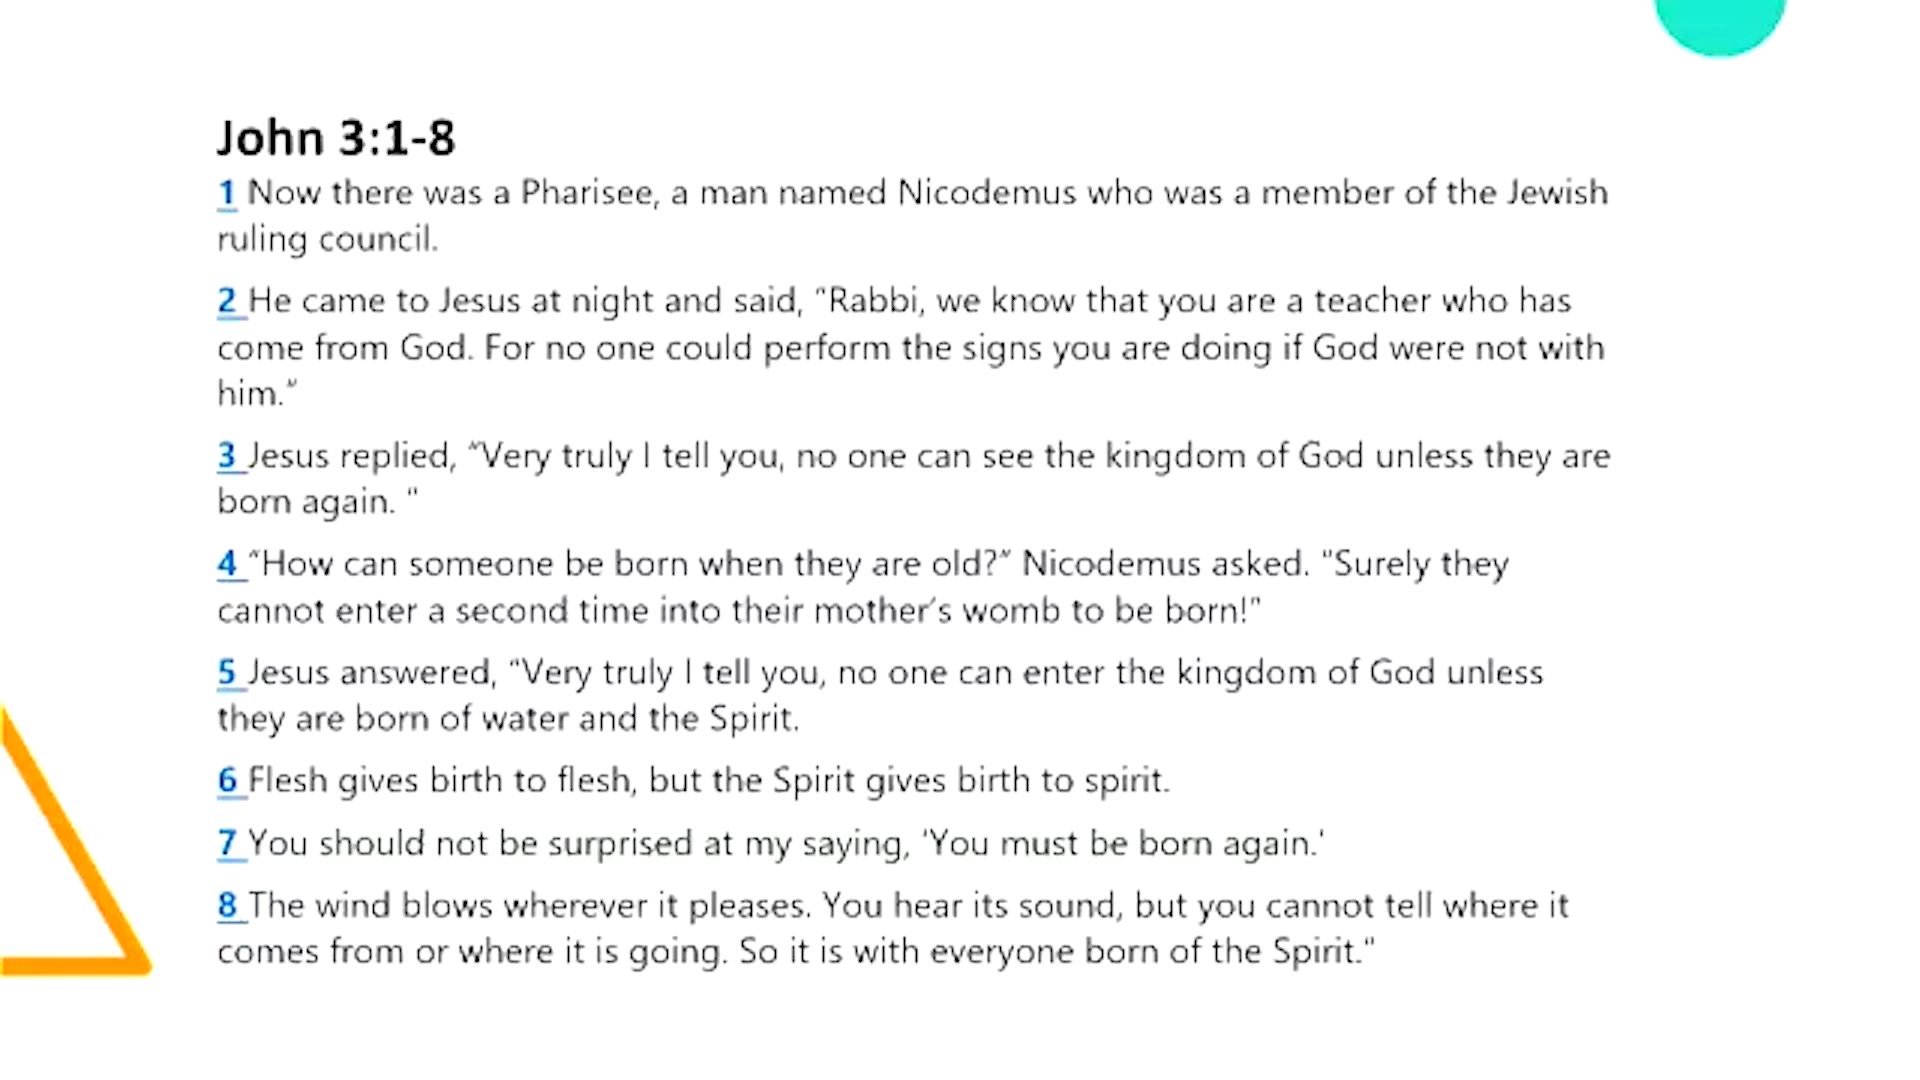 John 3:1-8
1 Now there was a Pharisee, a man named Nicodemus who was a member of the Jewish
ruling council.
2 He came to Jesus at night and said, “Rabbi, we know that you are a teacher who has
come from God. For no one could perform the signs you are doing if God were not with
him.”
3 Jesus replied, “Very truly I tell you, no one can see the kingdom of God unless they are
born again. "
4 “How can someone be born when they are old?” Nicodemus asked. "Surely they
cannot enter a second time into their mother’s womb to be born!”
5 Jesus answered, “Very truly I tell you, no one can enter the kingdom of God unless
they are born of water and the Spirit.
6 Flesh gives birth to flesh, but the Spirit gives birth to spirit.
7 You should not be surprised at my saying, 'You must be born again.'
8 The wind blows wherever it pleases. You hear its sound, but you cannot tell where it
comes from or where it is going. So it is with everyone born of the Spirit."